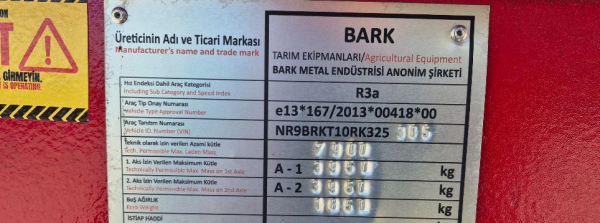 GİRMEYİN.
IS OPERATING.
Üreticinin Adı ve Ticari Markası
Manufacturer's name and trade mark
BARK
TARIM EKİPMANLARI/Agricultural Equipment
BARK METAL ENDÜSTRİSİ ANONİM ŞİRKETİ
Hız Endeksi Dahil Araç Kategorisi
Including Sub Category and Speed Index
R3a
Araç Tip Onay Numarası
Vehicle Type Approval Number
e13*167/2013*00418*00
Araç Tanıtım Numarası
Vehicle ID. Number (VIN)
NR9BRKT10RK325
Teknik olarak izin verilen Azami kütle
Tech. Permissible Max. Laden Mass
kg
1. Aks İzin Verilen Maksimum Kütle
Technically Permissible Max. Mass on 1st Axle
A - 1
kg
2. Aks İzin Verilen Maksimum Kütle
Technically Permissible Max. Mass on 2nd Axle
A - 2
kg
Boş AĞIRLIK
Kerb Weight
kg
İSTİAP HADDİ